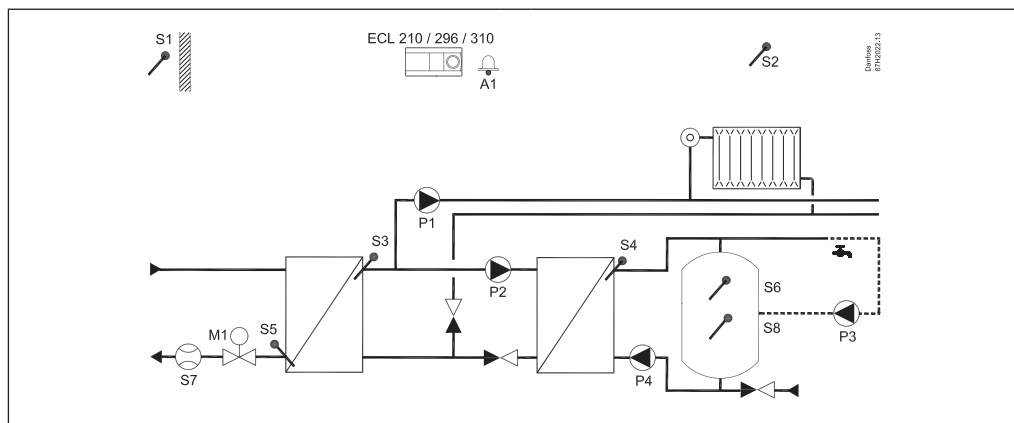 S1
ECL 210 / 296 / 310
A1
S2
Danfoss
87H2022.13
P1
S3
S4
P2
S6
S8
P3
M1
S5
S7
P4